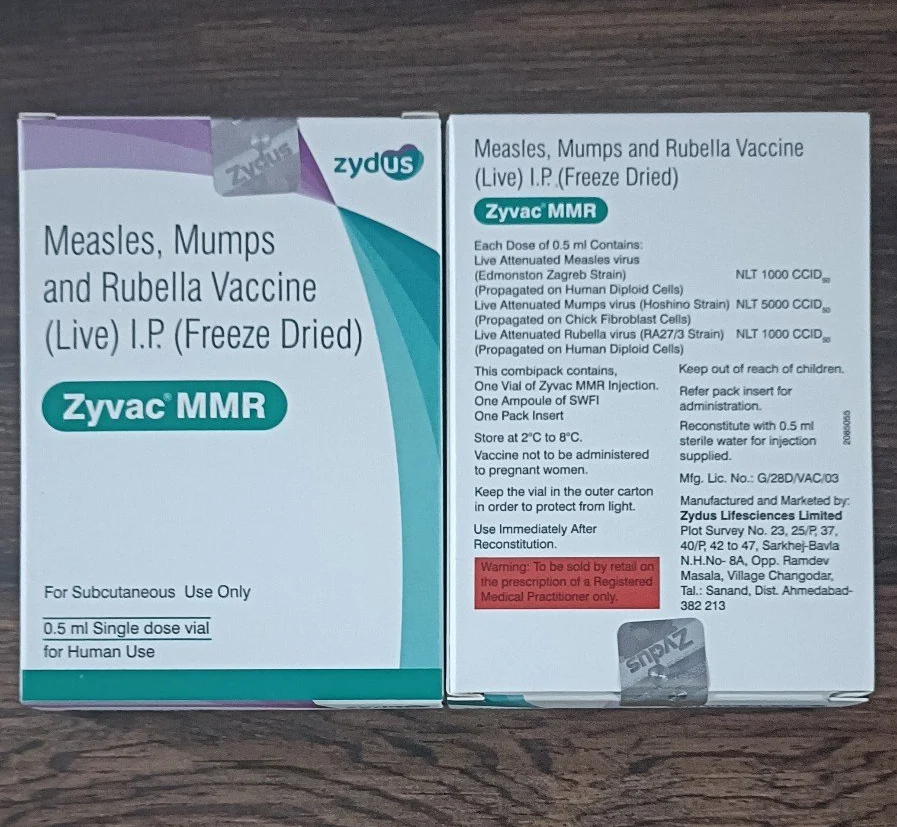 Zydus
zydus
Measles, Mumps
and Rubella Vaccine
(Live) I.P. (Freeze Dried)
Zyvac® MMR
For Subcutaneous Use Only
0.5 ml Single dose vial
for Human Use
Measles, Mumps and Rubella Vaccine
(Live) I.P. (Freeze Dried)
Zyvac® MMR
Each Dose of 0.5 ml Contains:
Live Attenuated Measles virus
(Edmonston Zagreb Strain) NLT 1000 CCID50
(Propagated on Human Diploid Cells)
Live Attenuated Mumps virus (Hoshino Strain) NLT 5000 CCID50
(Propagated on Chick Fibroblast Cells)
Live Attenuated Rubella virus (RA27/3 Strain) NLT 1000 CCID50
(Propagated on Human Diploid Cells)
This combipack contains,
One Vial of Zyvac MMR Injection.
One Ampoule of SWFI
One Pack Insert
Store at 2°C to 8°C.
Vaccine not to be administered
to pregnant women.
Keep the vial in the outer carton
in order to protect from light.
Use Immediately After
Reconstitution.
Warning: To be sold by retail on
the prescription of a Registered
Medical Practitioner only.
Keep out of reach of children.
Refer pack insert for
administration.
Reconstitute with 0.5 ml
sterile water for injection
supplied.
2085055
Mfg. Lic. No.: G/28D/VAC/03
Manufactured and Marketed by:
Zydus Lifesciences Limited
Plot Survey No. 23, 25/P, 37,
40/P, 42 to 47, Sarkhej-Bavla
N.H.No- 8A, Opp. Ramdev
Masala, Village Changodar,
Tal.: Sanand, Dist. Ahmedabad-
382 213
Zydus